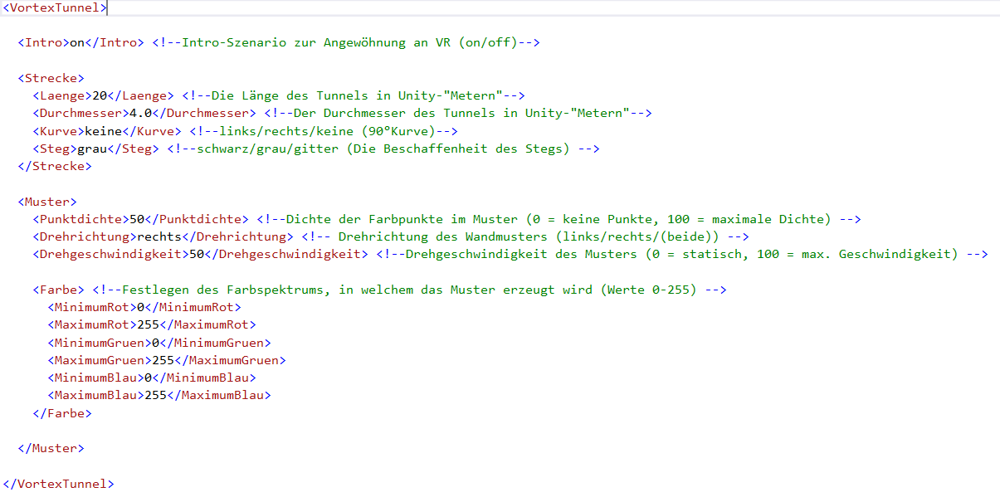 <VortexTunnel>
<Intro>on</Intro> <!--Intro-Szenario zur Angewöhnung an VR (on/off)-->
<Strecke>
<Laenge>20</Laenge> <!--Die Länge des Tunnels in Unity-"Metern"-->
<Durchmesser>4.0</Durchmesser> <!--Der Durchmesser des Tunnels in Unity-"Metern"-->
<Kurve>keine</Kurve> <!--links/rechts/keine (90°Kurve)-->
<Steg>grau</Steg> <!--schwarz/grau/gitter (Die Beschaffenheit des Stegs) -->
</Strecke>
<Muster>
<Punktdichte>50</Punktdichte> <!--Dichte der Farbpunkte im Muster (0 = keine Punkte, 100 = maximale Dichte) -->
<Drehrichtung>rechts</Drehrichtung> <!-- Drehrichtung des Wandmusters (links/rechts/(beide)) -->
<Drehgeschwindigkeit>50</Drehgeschwindigkeit> <!--Drehgeschwindigkeit des Musters (0 = statisch, 100 = max. Geschwindigkeit) -->
<Farbe> <!--Festlegen des Farbspektrums, in welchem das Muster erzeugt wird (Werte 0-255) -->
<MinimumRot>0</MinimumRot>
<MaximumRot>255</MaximumRot>
<MinimumGruen>0</MinimumGruen>
<MaximumGruen>255</MaximumGruen>
<MinimumBlau>0</MinimumBlau>
<MaximumBlau>255</MaximumBlau>
</Farbe>
</Muster>
</VortexTunnel>